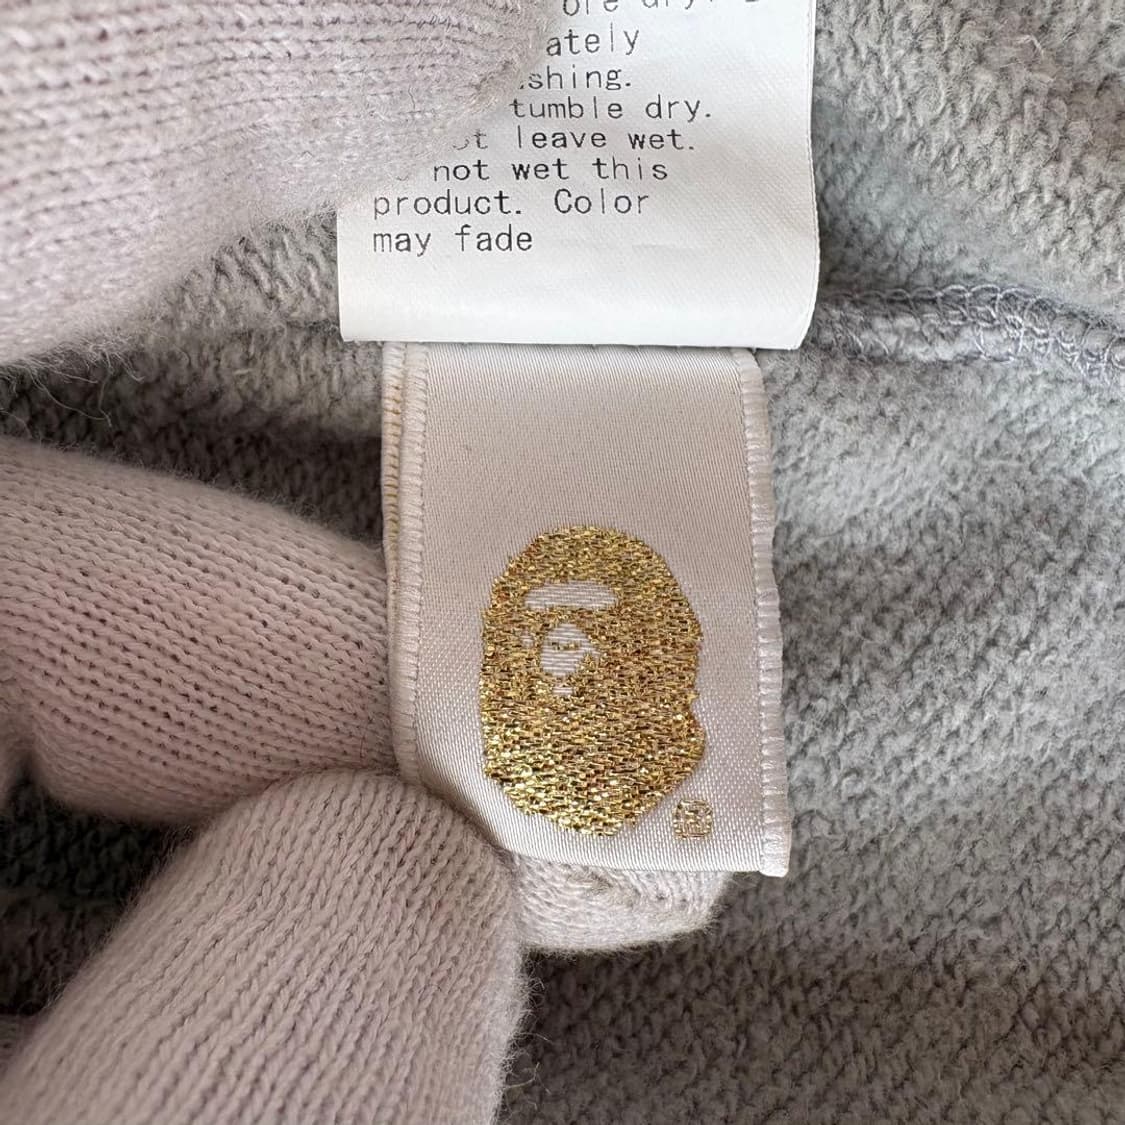 ately
shing.
tumble dry.
t leave wet.
not wet this
product. Color
may fade